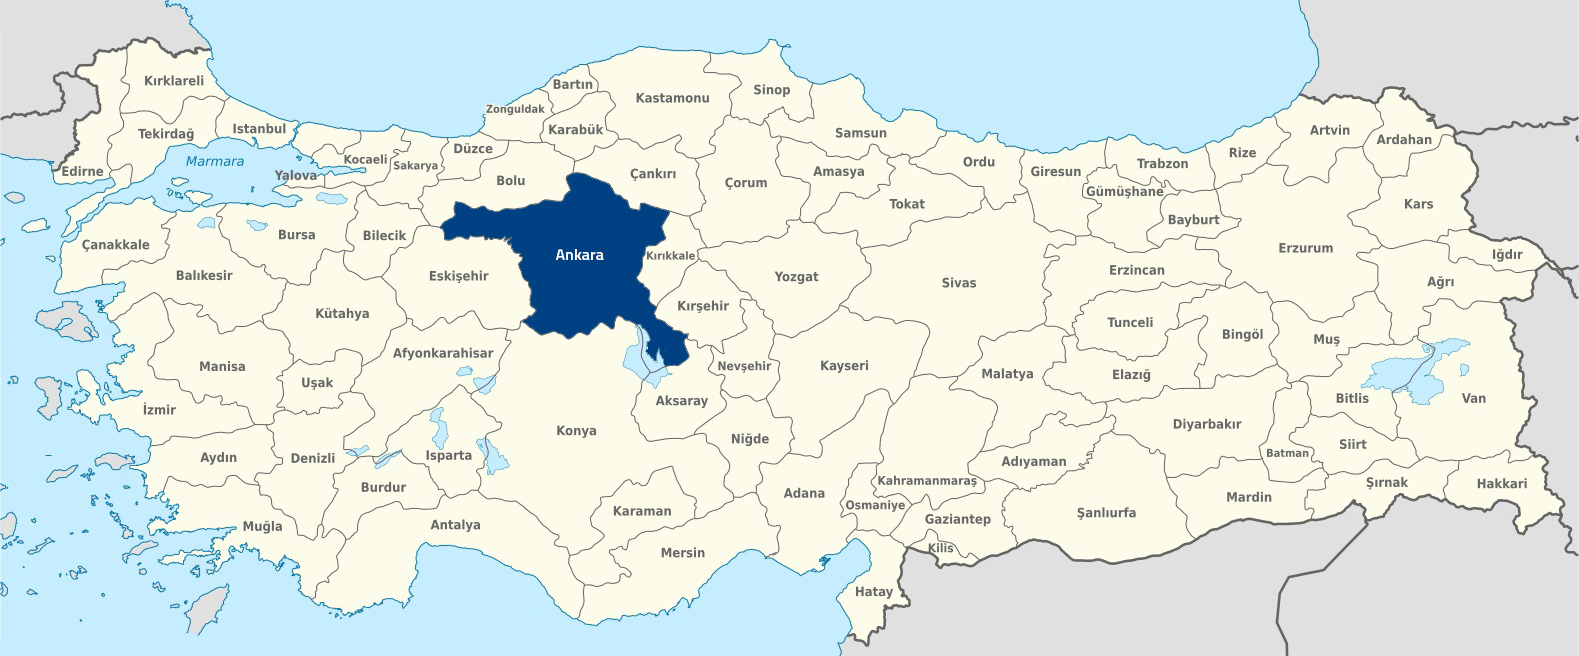 Kırklareli
Bartın
Sinop
Kastamonu
Zonguldak
Tekirdağ
Istanbul
Karabük
Samsun
Artvin
Ardahan
Düzce
Rize
Marmara
Kocaeli
Sakarya
Ordu
Trabzon
Edirne
Yalova
Bolu
Çankırı
Çorum
Amasya
Giresun
Gümüşhane
Tokat
Kars
Bayburt
Çanakkale
Bursa
Bilecik
Ankara
Kırıkkale
Erzurum
Iğdır
Balıkesir
Eskişehir
Yozgat
Sivas
Erzincan
Ağrı
Kütahya
Kırşehir
Tunceli
Bingöl
Muş
Afyonkarahisar
Manisa
Uşak
Nevşehir
Kayseri
Malatya
Elazığ
Bitlis
Van
İzmir
Aksaray
Konya
Niğde
Diyarbakır
Siirt
Batman
Aydın
Denizli
Isparta
Adıyaman
Burdur
Kahramanmaraş
Şırnak
Hakkari
Adana
Osmaniye
Mardin
Karaman
Gaziantep
Şanlıurfa
Muğla
Antalya
Mersin
Kilis
Hatay